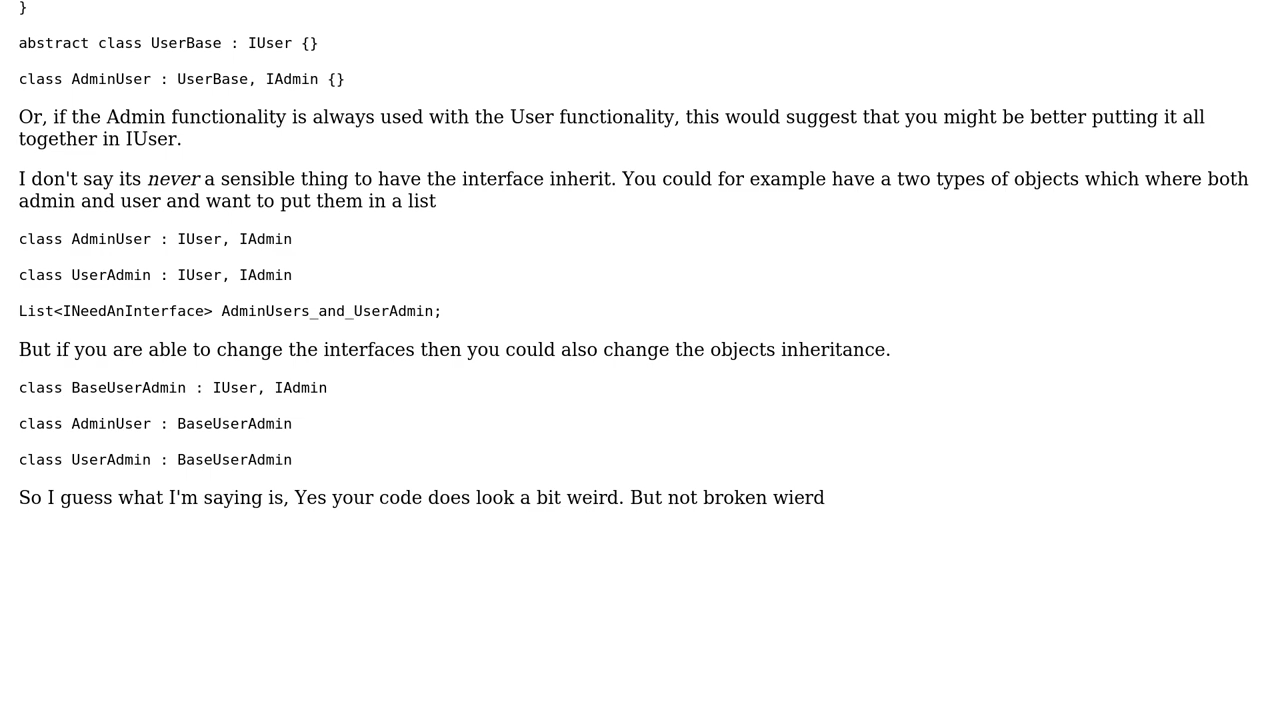 }
abstract class UserBase : IUser {}
class AdminUser : UserBase, IAdmin {}
Or, if the Admin functionality is always used with the User functionality, this would suggest that you might be better putting it all
together in IUser.
I don't say its never a sensible thing to have the interface inherit. You could for example have a two types of objects which where both
admin and user and want to put them in a list
class AdminUser : IUser, IAdmin
class UserAdmin : IUser, IAdmin
List<INeedAnInterface> AdminUsers_and_UserAdmin;
But if you are able to change the interfaces then you could also change the objects inheritance.
class BaseUserAdmin : IUser, IAdmin
class AdminUser : BaseUserAdmin
class UserAdmin : BaseUserAdmin
So I guess what I'm saying is, Yes your code does look a bit weird. But not broken wierd